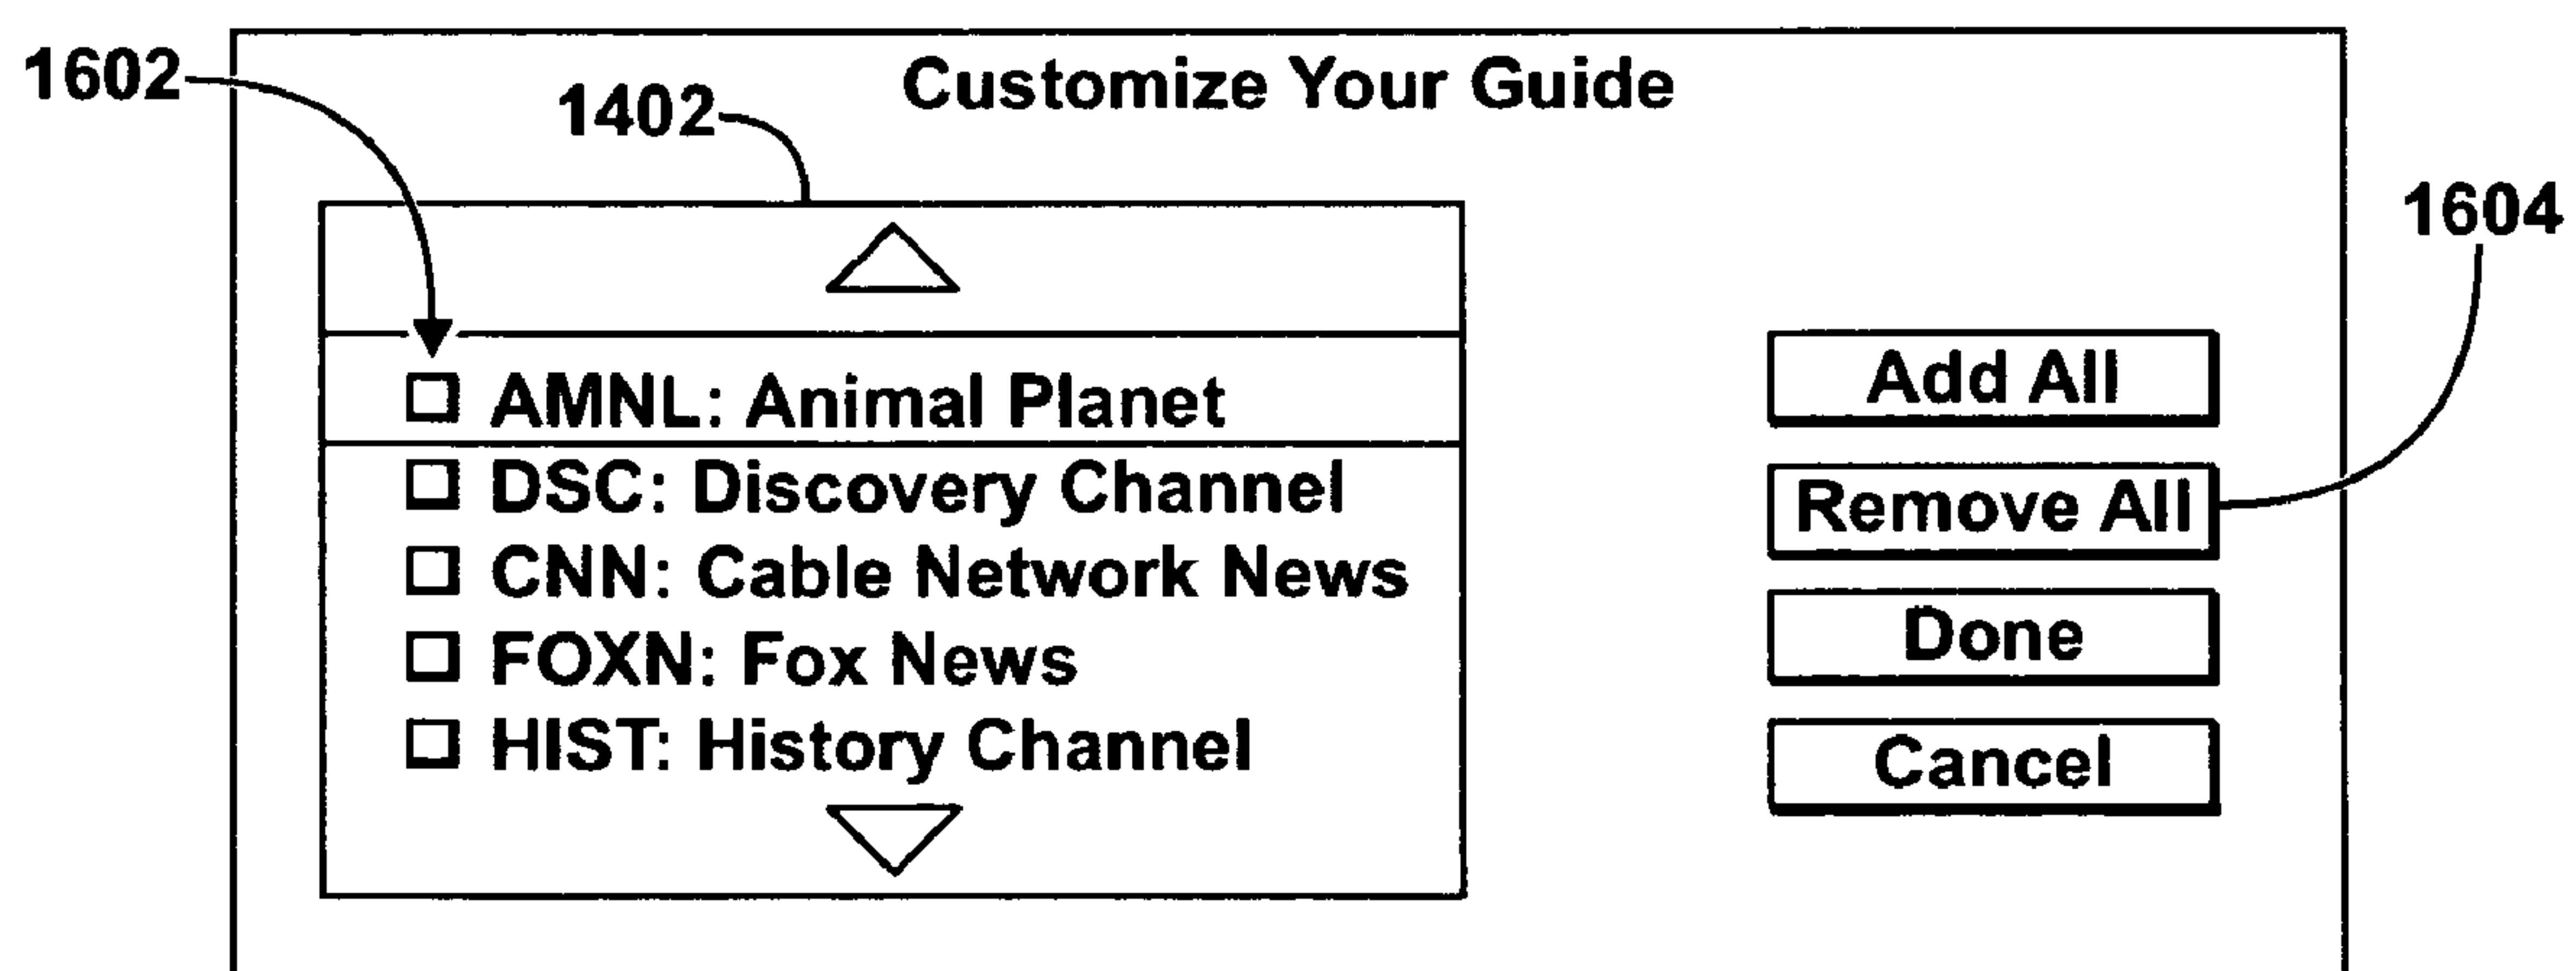 Customize Your Guide
1602
1402
1604
AMNL: Animal Planet
DSC: Discovery Channel
CNN: Cable Network News
FOXN: Fox News
HIST: History Channel
Add All
Remove All
Done
Cancel